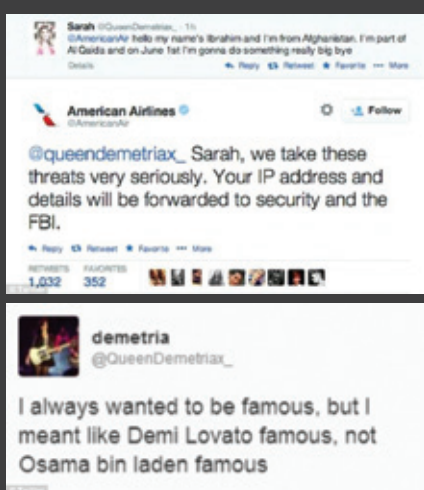 Sarah @QueenDemetriax_ · 1h
@AmericanAir hello my name's Ibrahim and I'm from Afghanistan. I'm part of
Al Qaida and on June 1st I'm gonna do something really big bye
Details Reply Retweet Favorite More
American Airlines
@AmericanAir
Follow
@queendemetriax_ Sarah, we take these
threats very seriously. Your IP address and
details will be forwarded to security and the
FBI.
Reply Retweet Favorite More
RETWEETS FAVORITES
1,032 352
demetria
@QueenDemetriax_
I always wanted to be famous, but I
meant like Demi Lovato famous, not
Osama bin laden famous